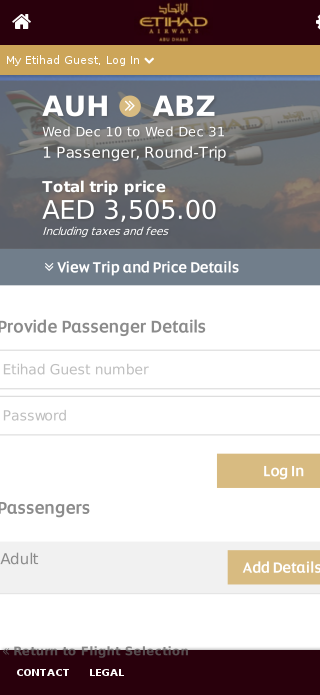 الإتحاد
ETIHAD
AIRWAYS
ABU DHABI
My Etihad Guest, Log In
AUH ABZ
Wed Dec 10 to Wed Dec 31
1 Passenger, Round-Trip
Total trip price
AED 3,505.00
Including taxes and fees
View Trip and Price Details
Provide Passenger Details
Etihad Guest number
Password
Log In
Passengers
Adult
Add Details
« Return to Flight Selection
CONTACT LEGAL